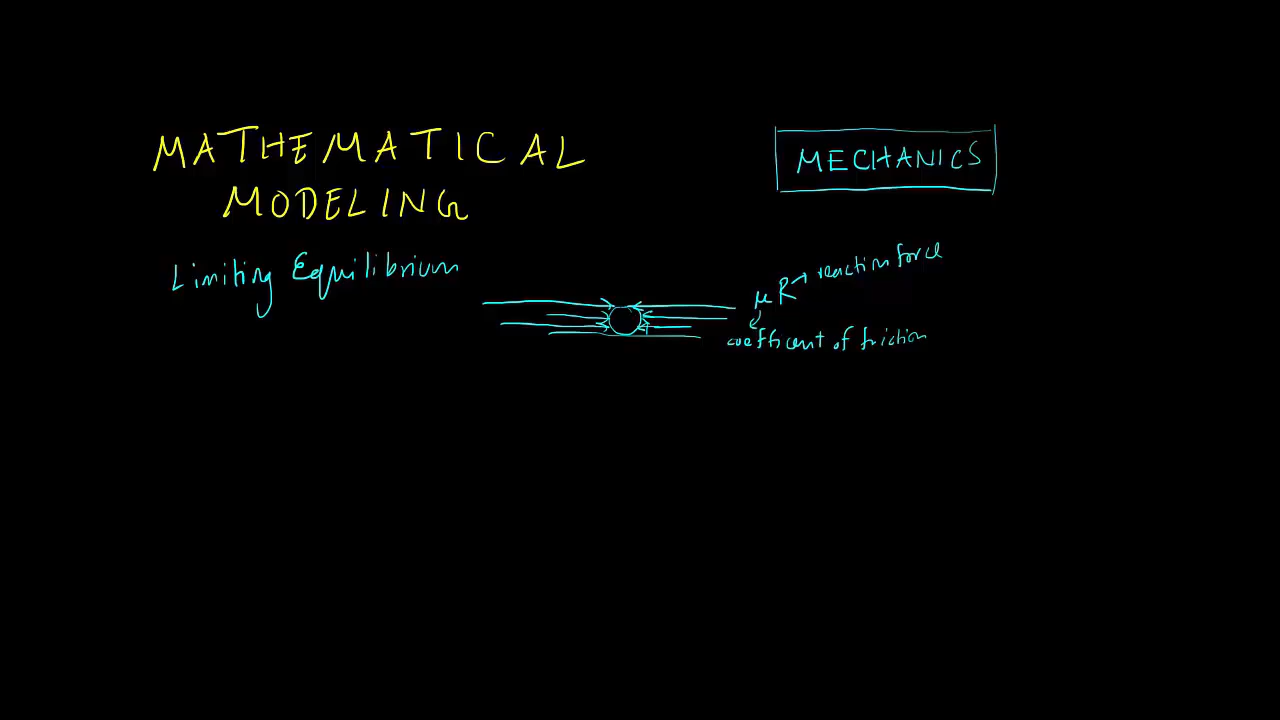 MATHEMATICAL
MODELING
MECHANICS
Limiting Equilibrium
μR → reaction force
coefficent of friction